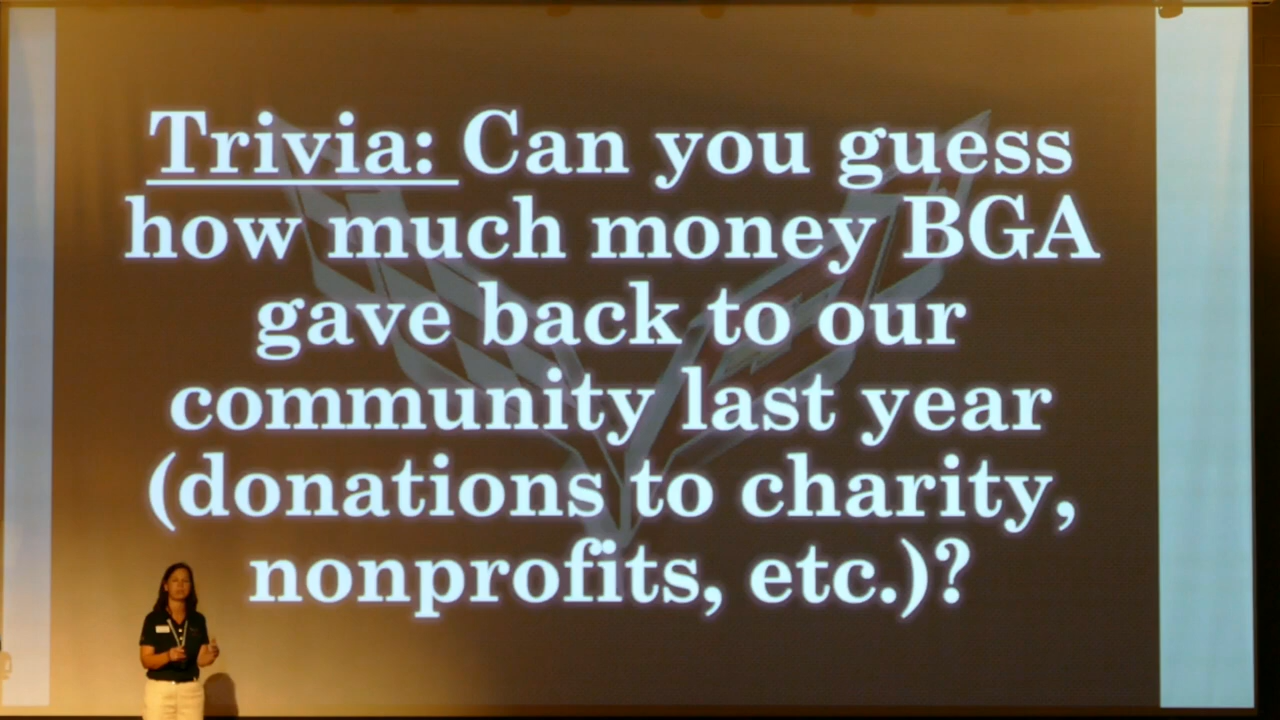 Trivia: Can you guess
how much money BGA
gave back to our
community last year
(donations to charity,
nonprofits, etc.)?